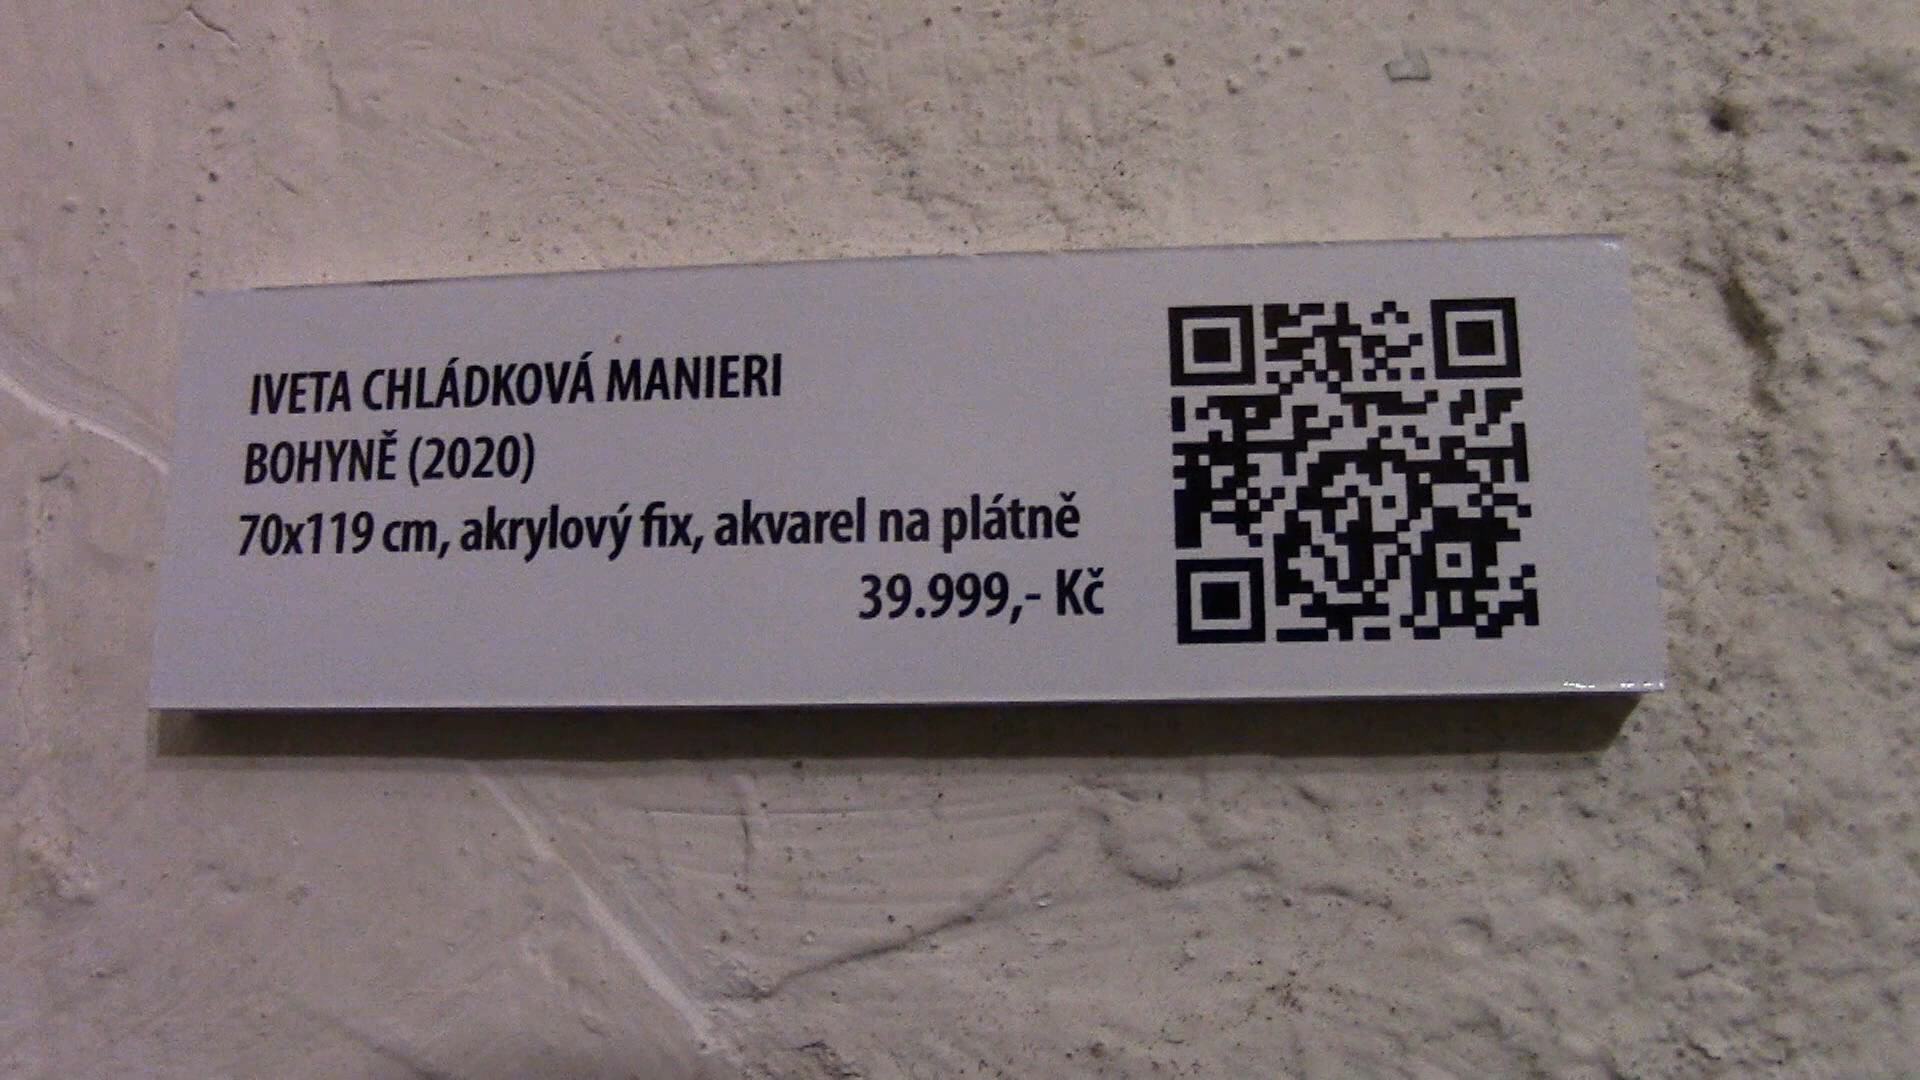 IVETA CHLÁDKOVÁ MANIERI
BOHYNĚ (2020)
70x119 cm, akrylový fix, akvarel na plátně
39.999,- Kč